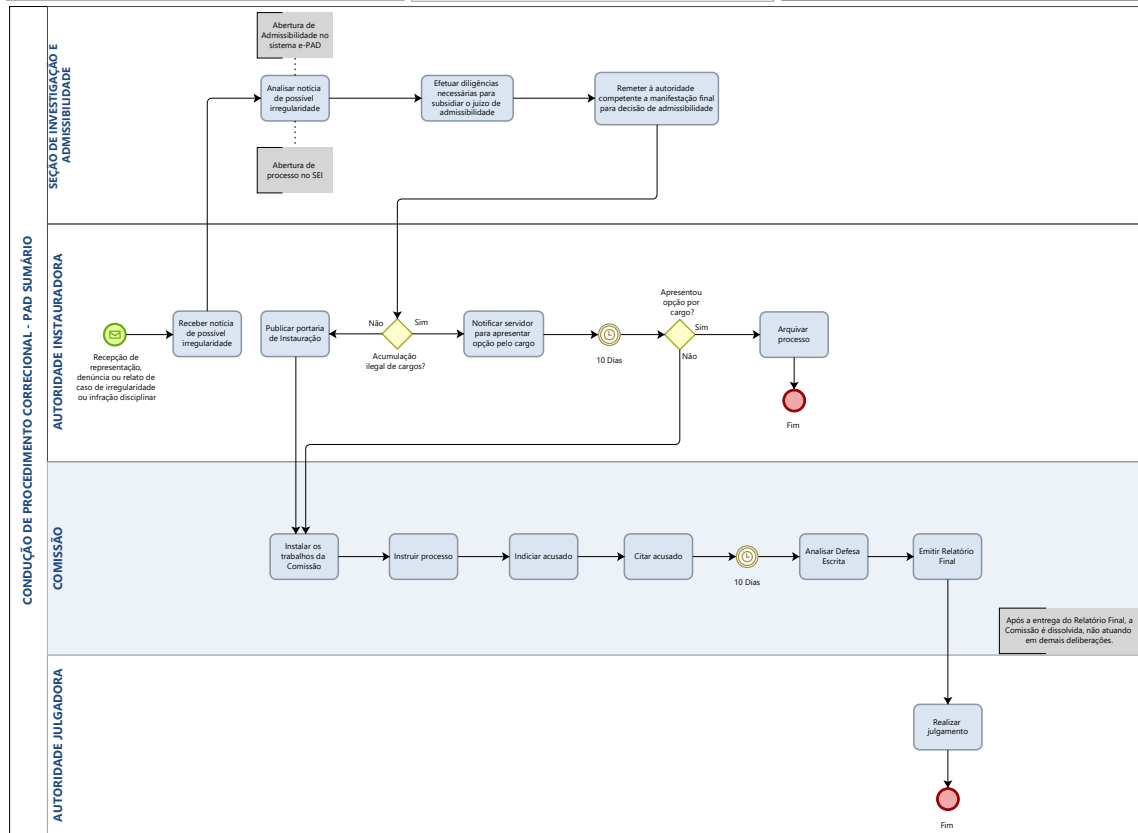 CONDUÇÃO DE PROCEDIMENTO CORRECIONAL - PAD SUMÁRIO
SEÇÃO DE INVESTIGAÇÃO E
ADMISSIBILIDADE
Abertura de
Admissibilidade no
sistema e-PAD
Analisar notícia
de possível
irregularidade
Abertura de
processo no SEI
Efetuar diligências
necessárias para
subsidiar o juízo de
admissibilidade
Remeter à autoridade
competente a manifestação final
para decisão de admissibilidade
AUTORIDADE INSTAURADORA
Recepção de
representação,
denúncia ou relato de
caso de irregularidade
ou infração disciplinar
Receber notícia
de possível
irregularidade
Publicar portaria
de Instauração
Não
Sim
Acumulação
ilegal de cargos?
Notificar servidor
para apresentar
opção pelo cargo
10 Dias
Apresentou
opção por
cargo?
Sim
Não
Arquivar
processo
Fim
COMISSÃO
Instalar os
trabalhos da
Comissão
Instruir processo
Indiciar acusado
Citar acusado
10 Dias
Analisar Defesa
Escrita
Emitir Relatório
Final
Após a entrega do Relatório Final, a
Comissão é dissolvida, não atuando
em demais deliberações.
AUTORIDADE JULGADORA
Realizar
julgamento
Fim